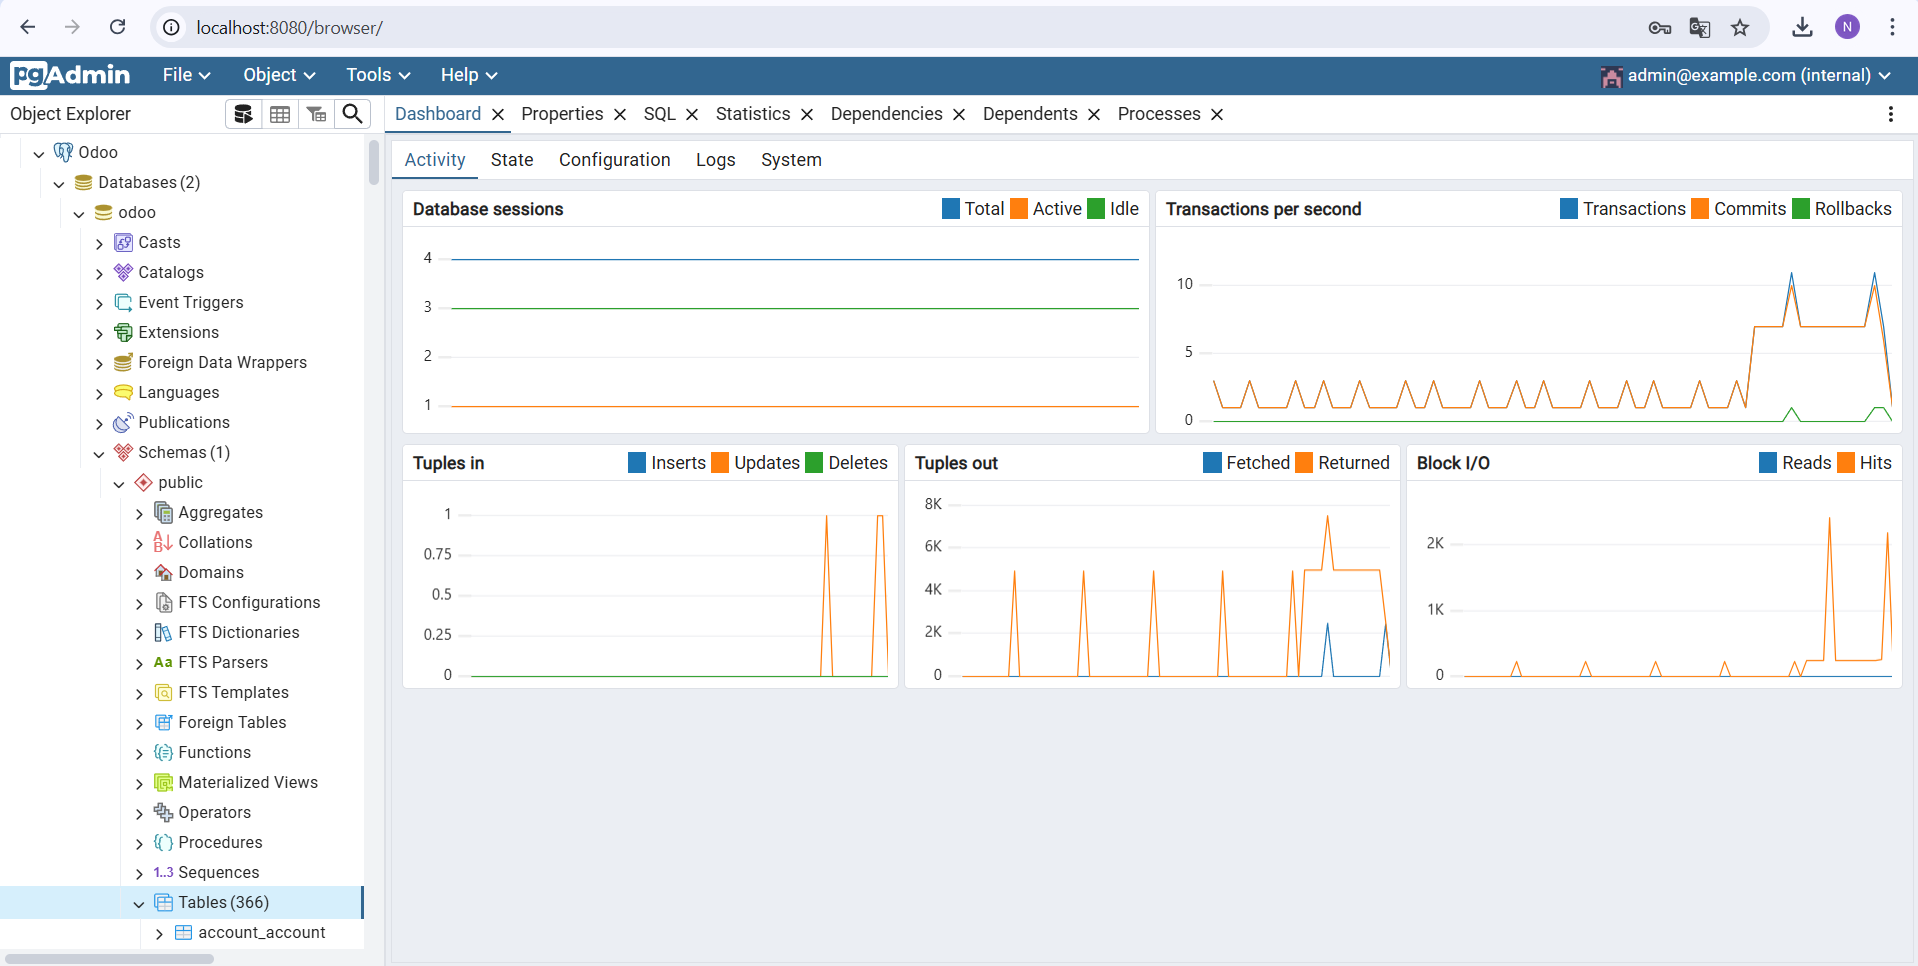 localhost:8080/browser/
N
pgAdmin File Object Tools Help admin@example.com (internal)
Object Explorer
Dashboard Properties SQL Statistics Dependencies Dependents Processes
Odoo
Databases (2)
odoo
Casts
Catalogs
Event Triggers
Extensions
Foreign Data Wrappers
Languages
Publications
Schemas (1)
public
Aggregates
Collations
Domains
FTS Configurations
FTS Dictionaries
Aa FTS Parsers
FTS Templates
Foreign Tables
Functions
Materialized Views
Operators
Procedures
1..3 Sequences
Tables (366)
account_account
Activity State Configuration Logs System
Database sessions Total Active Idle
4
3
2
1
Transactions per second Transactions Commits Rollbacks
10
5
0
Tuples in Inserts Updates Deletes
1
0.75
0.5
0.25
0
Tuples out Fetched Returned
8K
6K
4K
2K
0
Block I/O Reads Hits
2K
1K
0